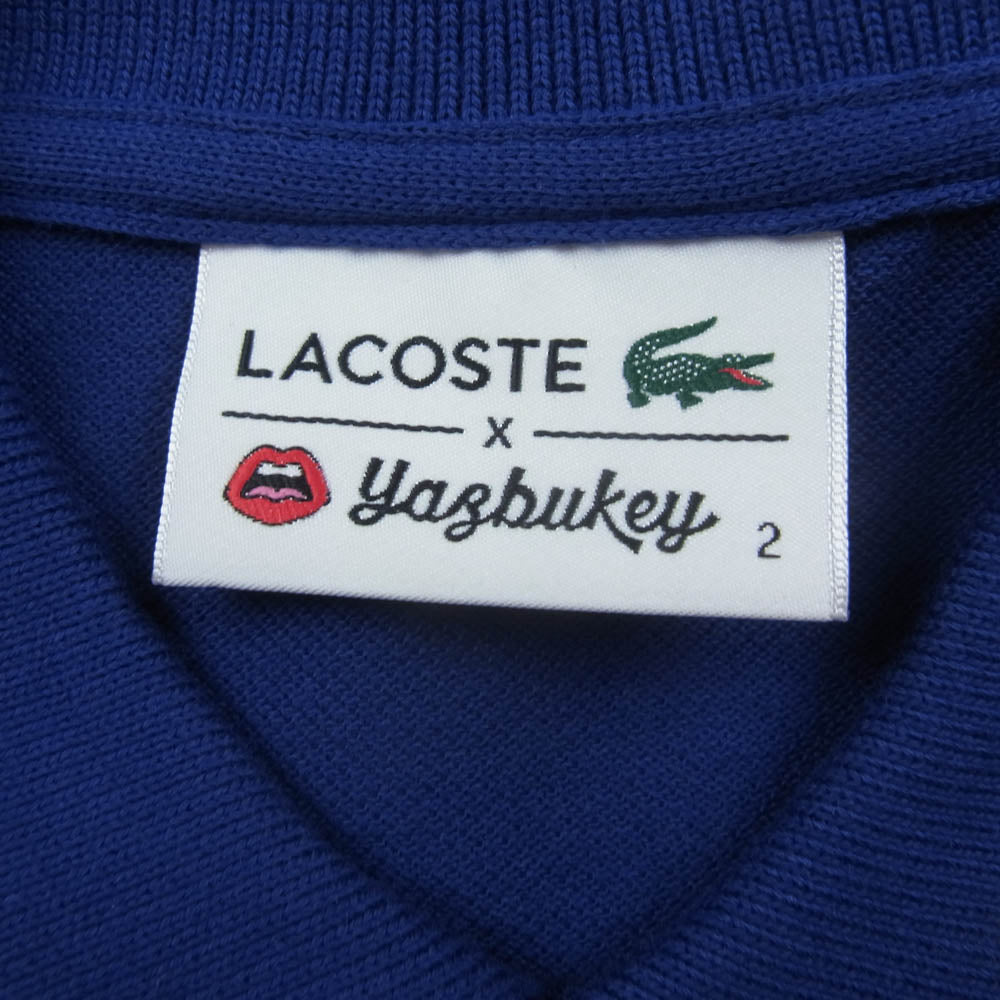 LACOSTE
x
yazbukey
2